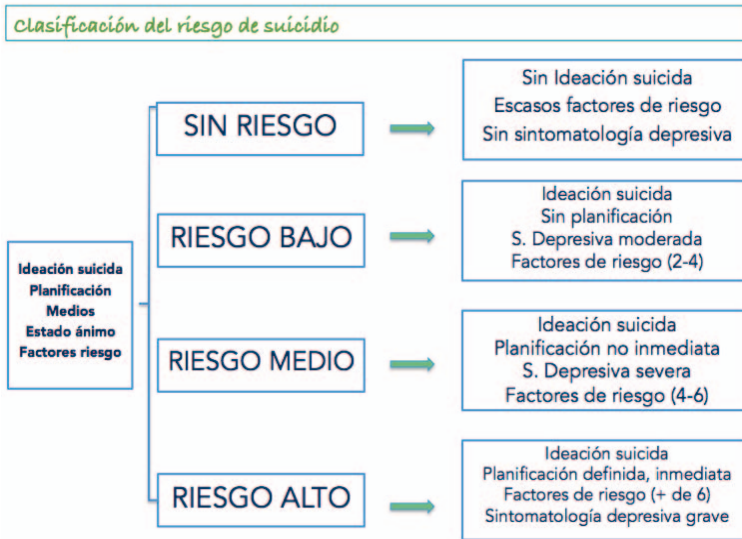 Clasificación del riesgo de suicidio
Ideación suicida
Planificación
Medios
Estado ánimo
Factores riesgo
SIN RIESGO
Sin Ideación suicida
Escasos factores de riesgo
Sin sintomatología depresiva
RIESGO BAJO
Ideación suicida
Sin planificación
S. Depresiva moderada
Factores de riesgo (2-4)
RIESGO MEDIO
Ideación suicida
Planificación no inmediata
S. Depresiva severa
Factores de riesgo (4-6)
RIESGO ALTO
Ideación suicida
Planificación definida, inmediata
Factores de riesgo (+ de 6)
Sintomatología depresiva grave